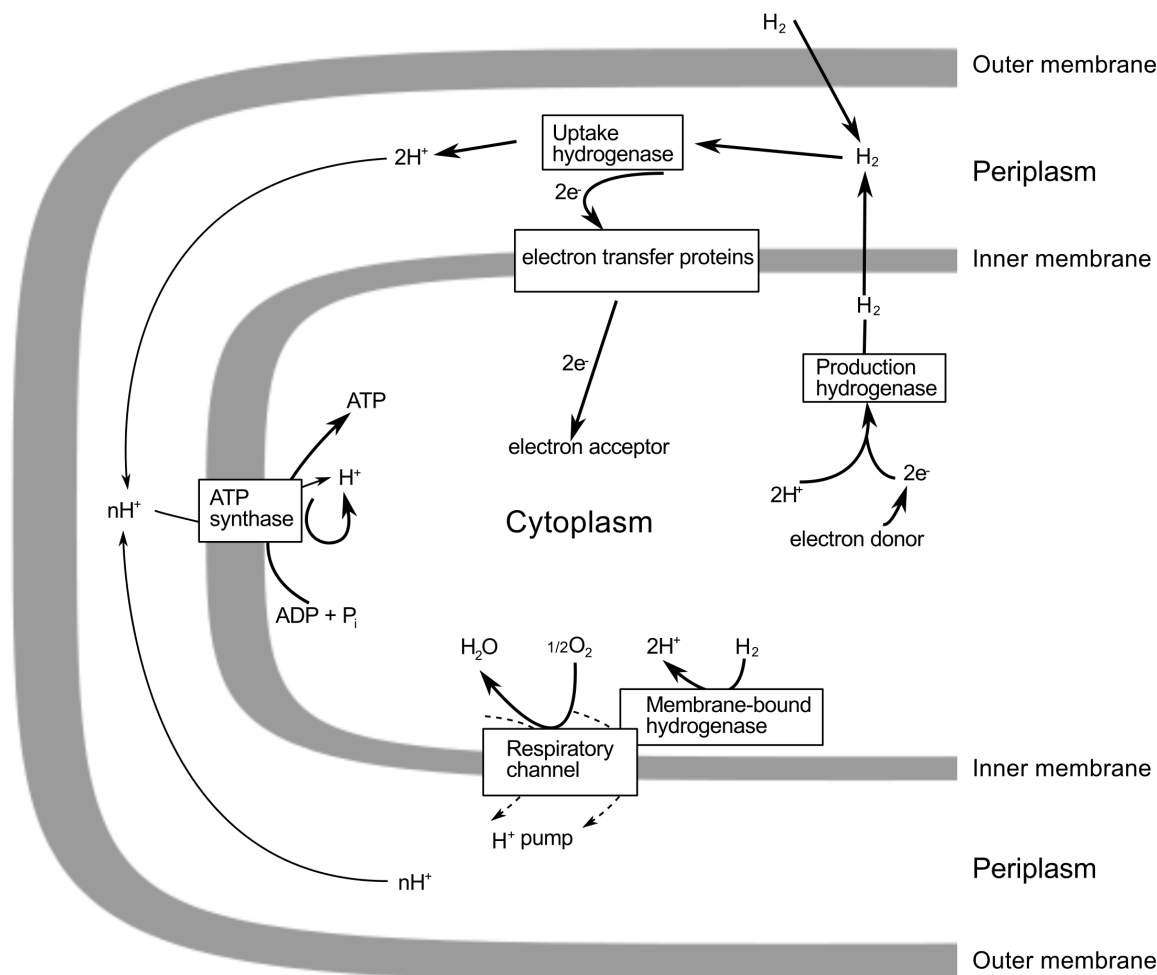 H₂
Outer membrane
Uptake
hydrogenase
2H⁺
H₂
Periplasm
2e⁻
electron transfer proteins
Inner membrane
H₂
2e⁻
Production
hydrogenase
ATP
electron acceptor
H⁺
2H⁺
2e⁻
nH⁺
ATP
synthase
Cytoplasm
electron donor
ADP + Pᵢ
H₂O
1/2O₂
2H⁺
H₂
Membrane-bound
hydrogenase
Respiratory
channel
Inner membrane
H⁺ pump
nH⁺
Periplasm
Outer membrane